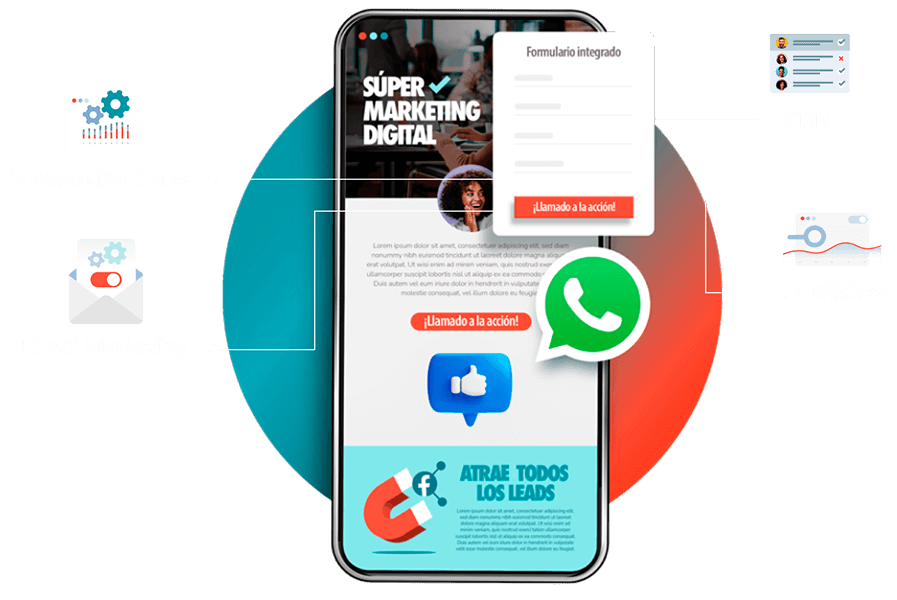 SÚPER
MARKETING
DIGITAL
Formulario integrado
¡Llamado a la acción!
Lorem ipsum dolor sit amet, consectetuer adipiscing elit, sed diam
nonummy nibh euismod tincidunt ut laoreet dolore magna
erat volutpat. Ut wisi enim ad minim veniam, quis nostrud
ullamcorper suscipit lobortis nisl ut aliquip ex ea commodo
Duis autem vel eum iriure dolor in hendrerit in vulputate
molestie consequat, vel illum dolore eu feugiat
¡Llamado a la acción!
ATRAE TODOS
LOS LEADS
Lorem ipsum dolor sit amet, consectetuer adipiscing elit,
sed diam nonummy nibh euismod tincidunt ut laoreet
dolore magna aliquam erat volutpat. Ut wisi enim ad
minim veniam, quis nostrud exerci tation ullamcorper
suscipit lobortis nisl ut aliquip ex ea commodo consequat.
Duis autem vel eum iriure dolor in hendrerit in vulputate
velit esse molestie consequat, vel illum dolore eu feugiat.